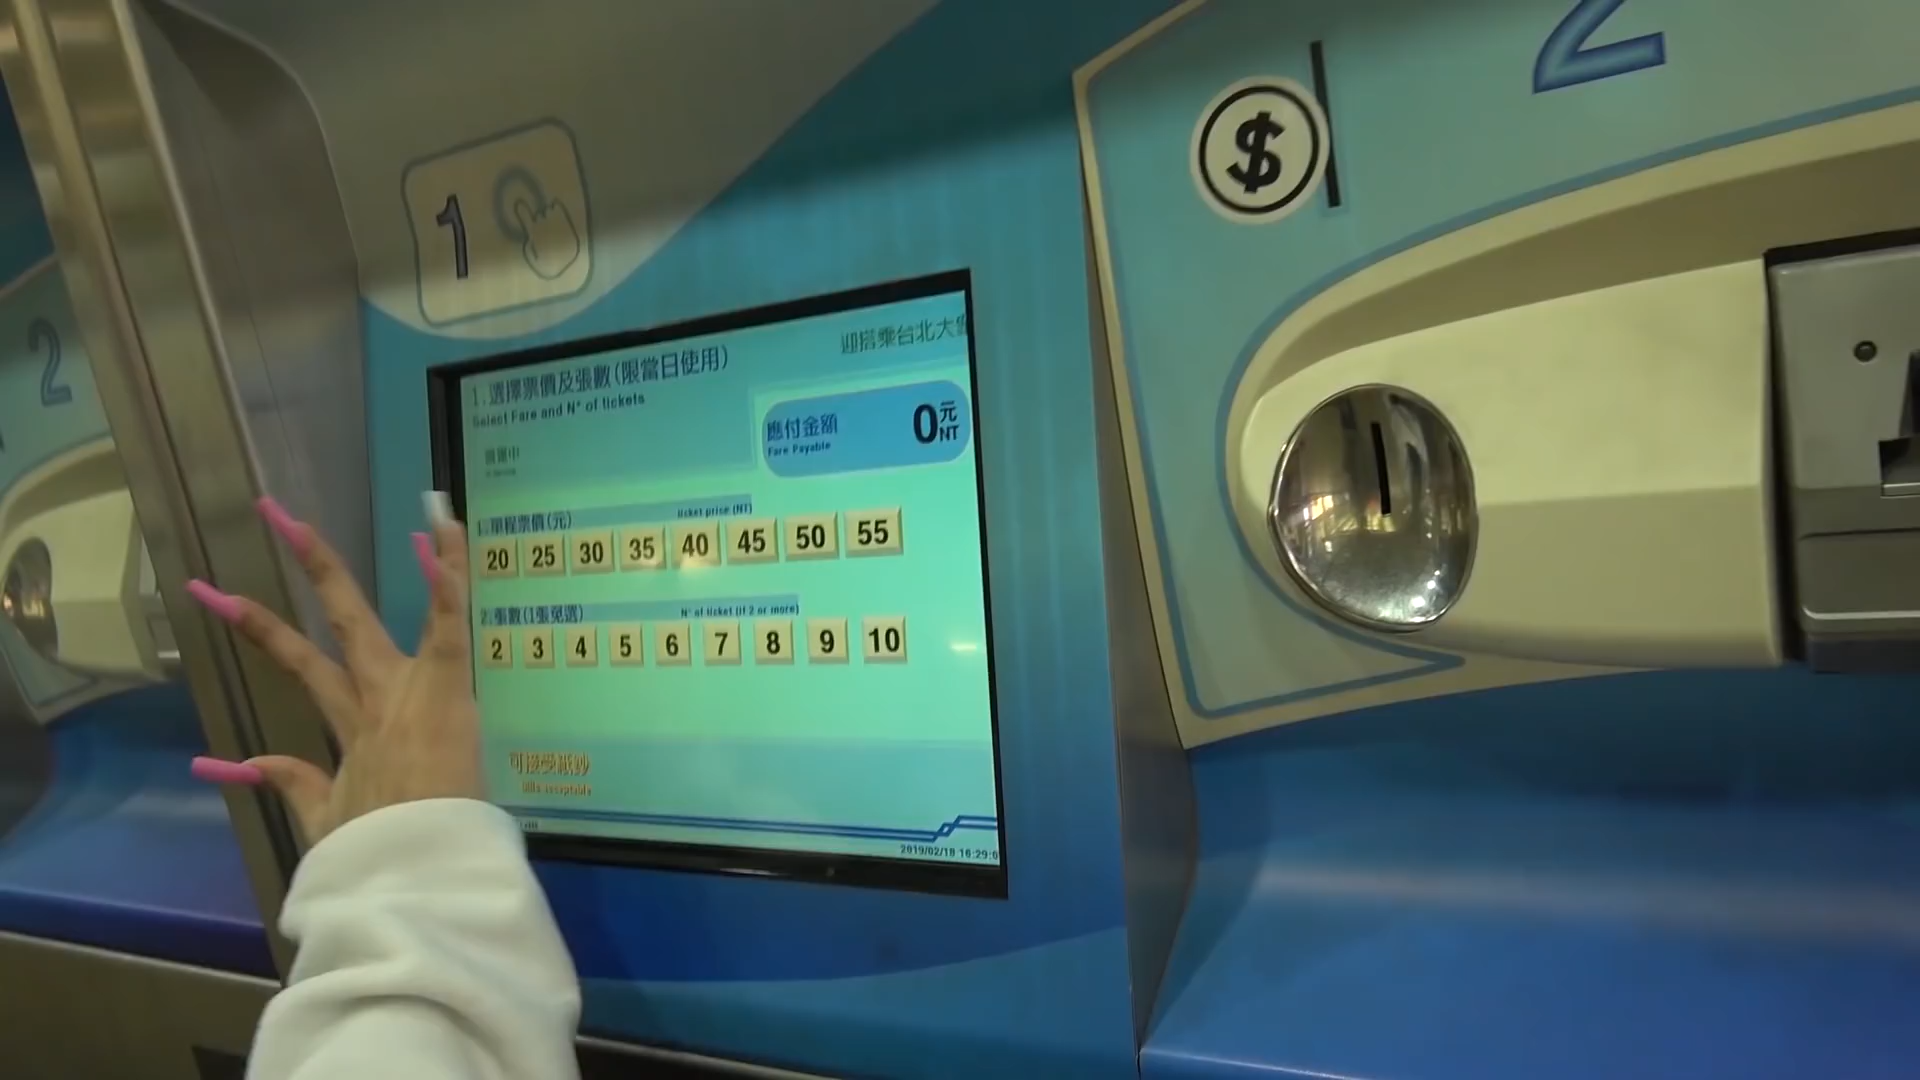 2
1
$
2
迎搭乘台北大
1.選擇票價及張數(限當日使用)
Select Fare and N° of tickets
應付金額
Fare Payable
0元
NT
1.單程票價(元)
ticket price (NT)
20 25 30 35 40 45 50 55
2.張數(1張免選)
N° of ticket (if 2 or more)
2 3 4 5 6 7 8 9 10
可接受紙鈔
Bills acceptable
2019/02/18 16:29:0